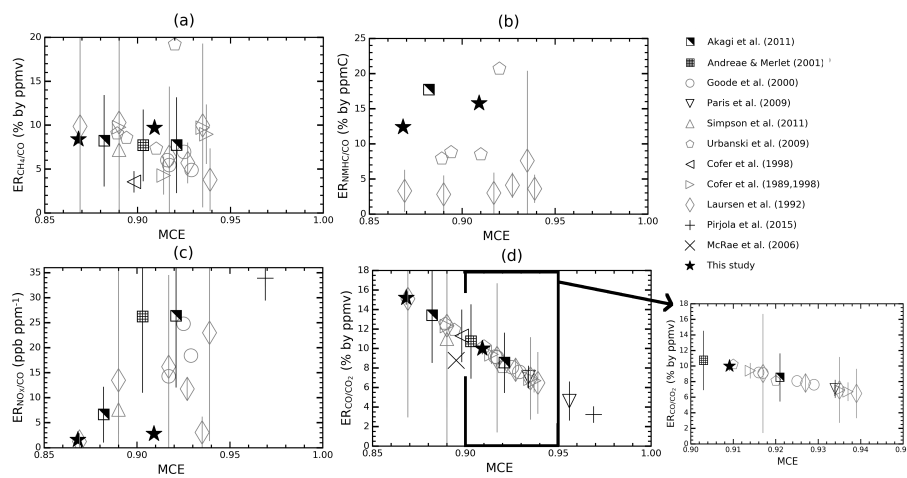 (a)
20
15
10
5
0
0.85 0.90 0.95 1.00
MCE
ER_CH₄/CO (% by ppmv)
(b)
25
20
15
10
5
0
0.85 0.90 0.95 1.00
MCE
ER_NMHC/CO (% by ppmC)
Akagi et al. (2011)
Andreae & Merlet (2001)
Goode et al. (2000)
Paris et al. (2009)
Simpson et al. (2011)
Urbanski et al. (2009)
Cofer et al. (1998)
Cofer et al. (1989,1998)
Laursen et al. (1992)
Pirjola et al. (2015)
McRae et al. (2006)
This study
(c)
35
30
25
20
15
10
5
0
0.85 0.90 0.95 1.00
MCE
ER_NOx/CO (ppb ppm⁻¹)
(d)
18
16
14
12
10
8
6
4
2
0
0.85 0.90 0.95 1.00
MCE
ER_CO/CO₂ (% by ppmv)
18
16
14
12
10
8
6
4
2
0
0.90 0.91 0.92 0.93 0.94 0.9
MCE
ER_CO/CO₂ (% by ppmv)